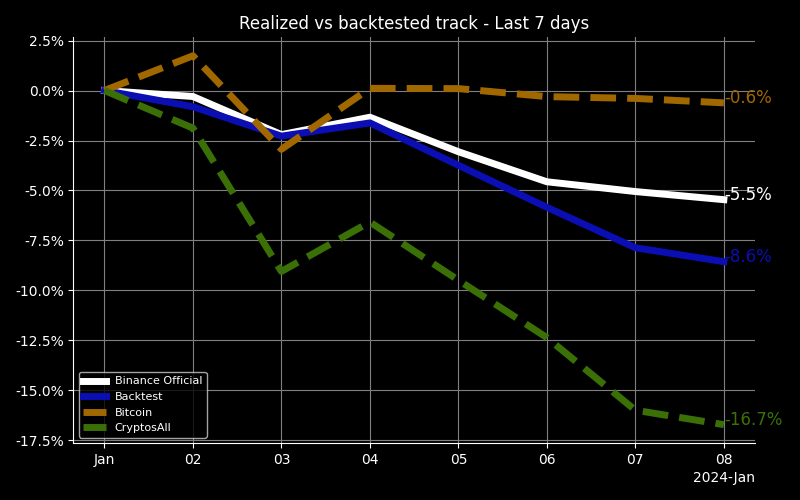 Realized vs backtested track - Last 7 days
2.5%
0.0%
-2.5%
-5.0%
-7.5%
-10.0%
-12.5%
-15.0%
-17.5%
-0.6%
-5.5%
-8.6%
-16.7%
Binance Official
Backtest
Bitcoin
CryptosAll
Jan 02 03 04 05 06 07 08
2024-Jan